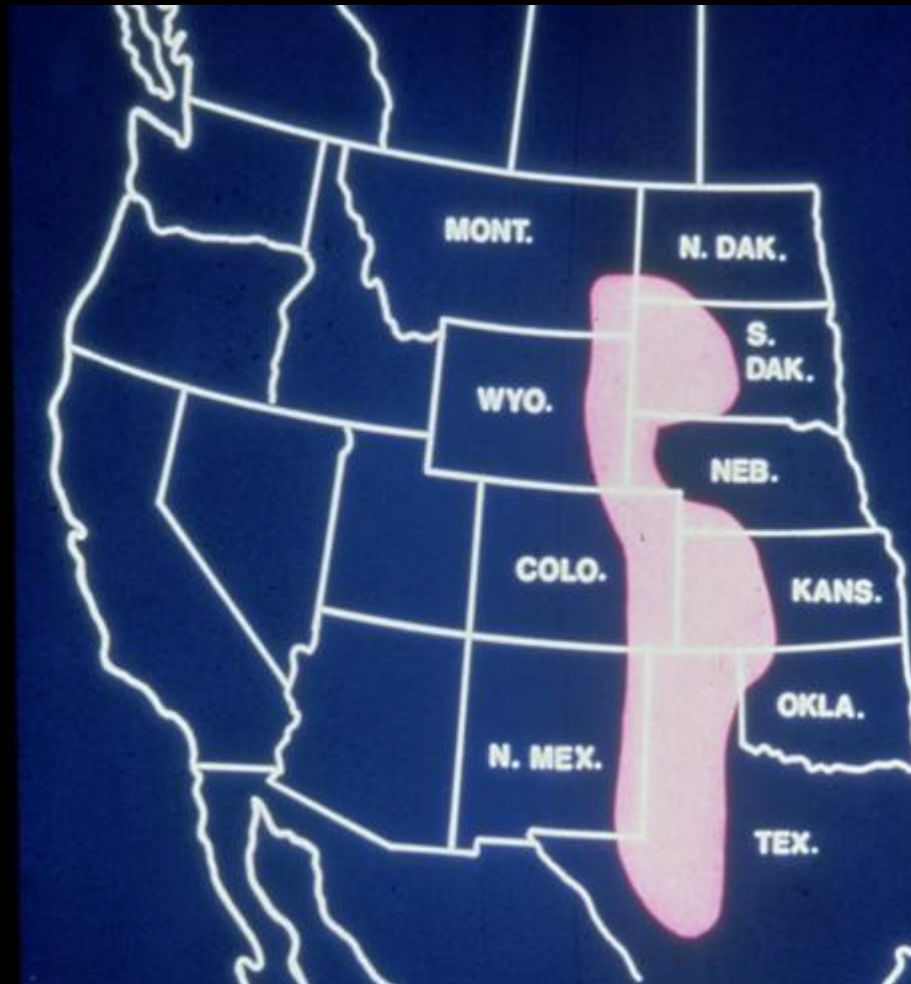 MONT.
N. DAK.
S.
DAK.
WYO.
NEB.
COLO.
KANS.
N. MEX.
OKLA.
TEX.